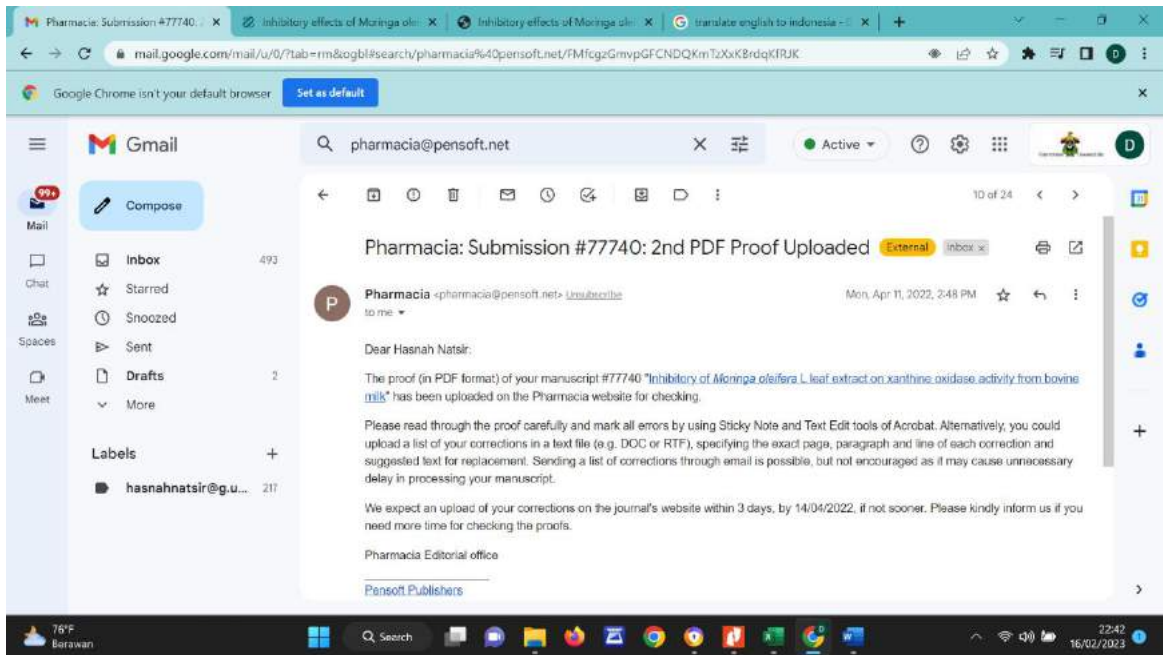 Pharmacia: Submission #77740.
Inhibitory effects of Moringa ole
Inhibitory effects of Moringa ole
translate english to indonesia -
mail.google.com/mail/u/0/?tab=rm&ogbl#search/pharmacia%40pensoft.net/
Google Chrome isn't your default browser
Set as default
Gmail
pharmacia@pensoft.net
Active
D
99+
Mail
Compose
10 of 24
Pharmacia: Submission #77740: 2nd PDF Proof Uploaded External Inbox x
Chat
Inbox 493
Starred
P
Pharmacia <pharmacia@pensoft.net> Unsubscribe
Mon, Apr 11, 2022, 2:48 PM
to me
Spaces
Snoozed
Sent
Dear Hasnah Natsir:
Meet
Drafts 2
The proof (in PDF format) of your manuscript #77740 "Inhibitory of Moringa oleifera L leaf extract on xanthine oxidase activity from bovine
More
milk" has been uploaded on the Pharmacia website for checking.
Please read through the proof carefully and mark all errors by using Sticky Note and Text Edit tools of Acrobat. Alternatively, you could
Labels
upload a list of your corrections in a text file (e.g. DOC or RTF), specifying the exact page, paragraph and line of each correction and
suggested text for replacement. Sending a list of corrections through email is possible, but not encouraged as it may cause unnecessary
hasnahnatsir@g.u... 217
delay in processing your manuscript.
We expect an upload of your corrections on the journal's website within 3 days, by 14/04/2022, if not sooner. Please kindly inform us if you
need more time for checking the proofs.
Pharmacia Editorial office
Pensoft Publishers
76°F
Berawan
Search
22:42
16/02/2023